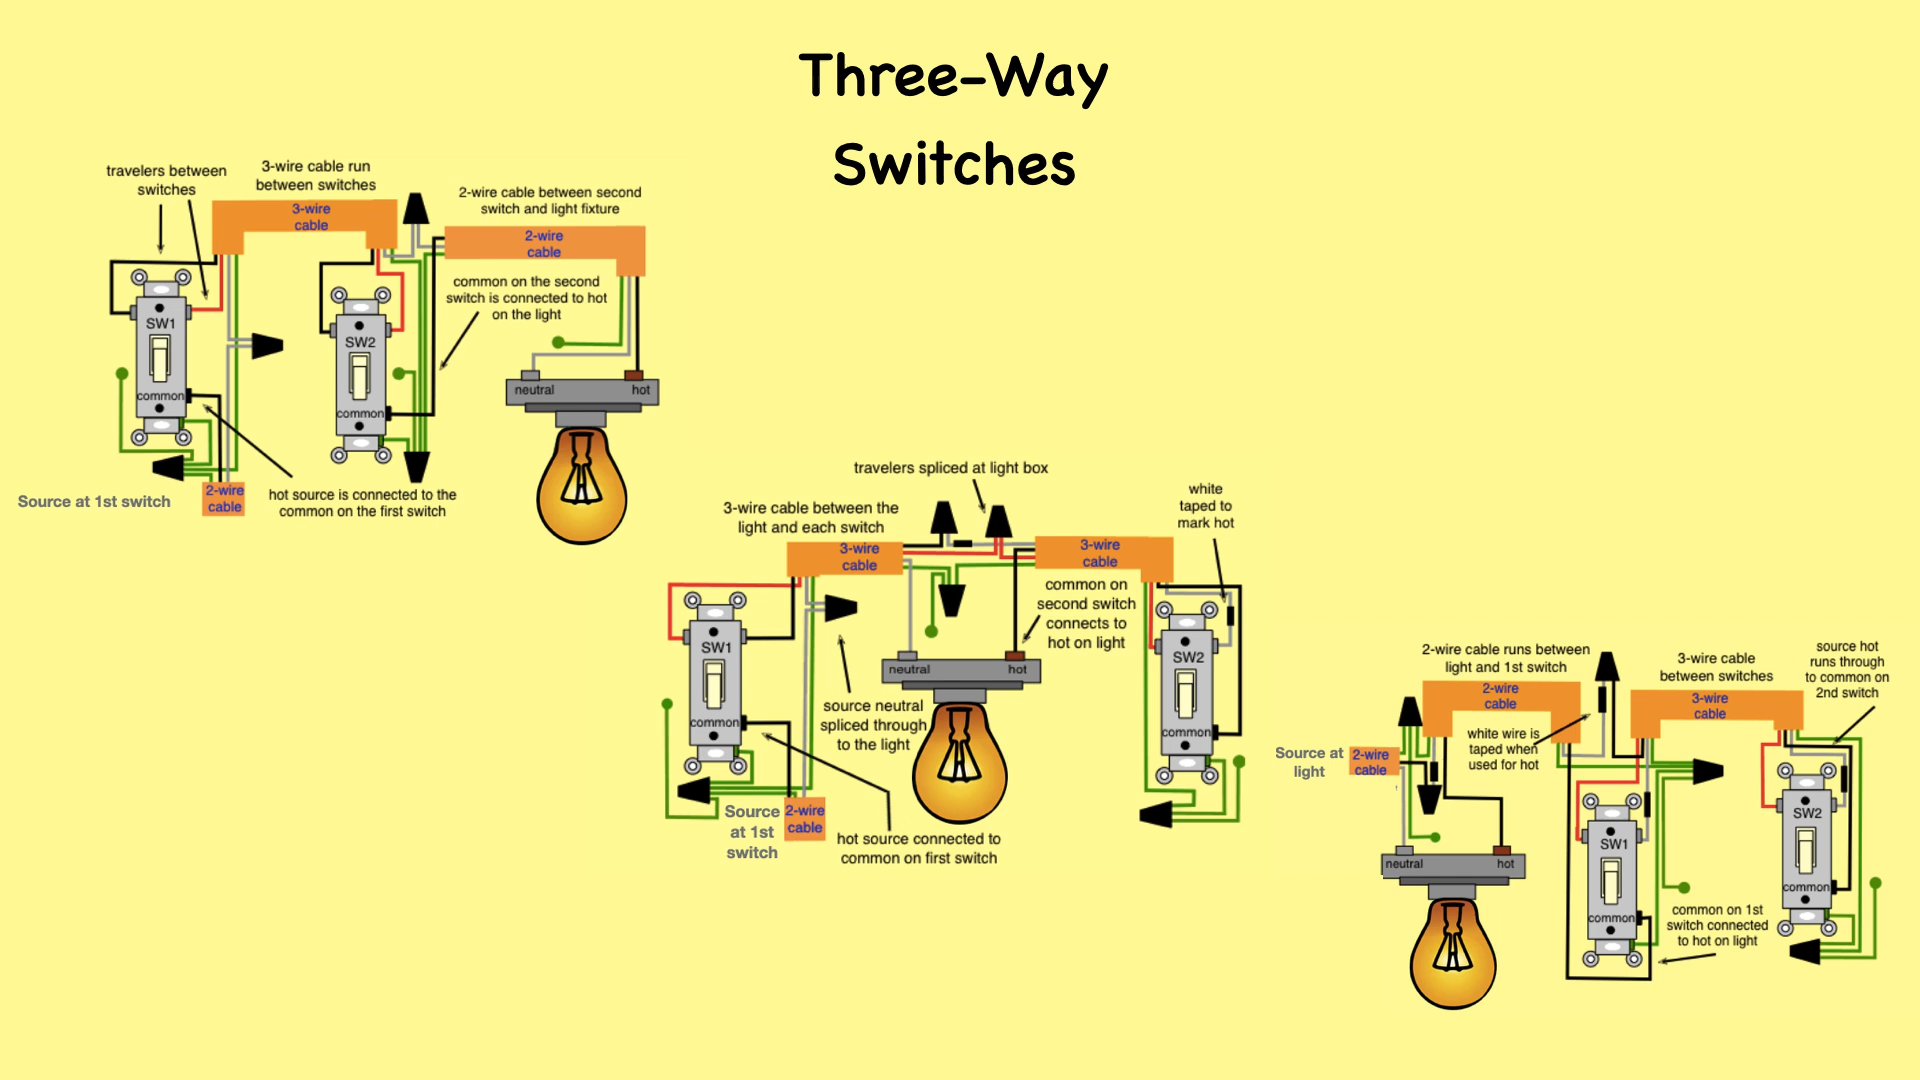 Three-Way
Switches
travelers between
switches
3-wire cable run
between switches
3-wire
cable
2-wire cable between second
switch and light fixture
2-wire
cable
common on the second
switch is connected to hot
on the light
SW1
common
SW2
common
neutral
hot
Source at 1st switch
2-wire
cable
hot source is connected to the
common on the first switch
travelers spliced at light box
3-wire cable between the
light and each switch
3-wire
cable
3-wire
cable
white
taped to
mark hot
common on
second switch
connects to
hot on light
SW1
common
neutral
hot
SW2
common
source neutral
spliced through
to the light
Source
at 1st
switch
2-wire
cable
hot source connected to
common on first switch
2-wire cable runs between
light and 1st switch
2-wire
cable
3-wire cable
between switches
3-wire
cable
source hot
runs through
to common on
2nd switch
white wire is
taped when
used for hot
Source at
light
2-wire
cable
neutral
hot
SW1
common
SW2
common
common on 1st
switch connected
to hot on light